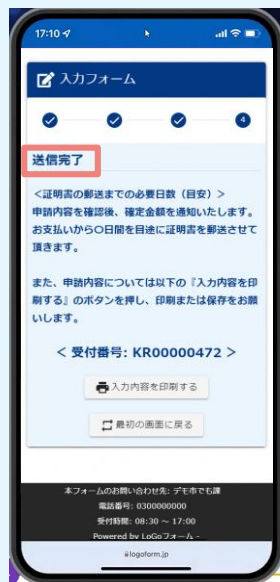 17:10
入力フォーム
4
送信完了
＜証明書の郵送までの必要日数（目安）＞
申請内容を確認後、確定金額を通知いたします。
お支払いから〇日間を目途に証明書を郵送させて
頂きます。
また、申請内容については以下の『入力内容を印
刷する』のボタンを押し、印刷または保存をお願
いします。
< 受付番号: KR00000472 >
入力内容を印刷する
最初の画面に戻る
本フォームのお問い合わせ先: デモ市でも課
電話番号: 0300000000
受付時間: 08:30 ～ 17:00
Powered by LoGoフォーム -
logoform.jp